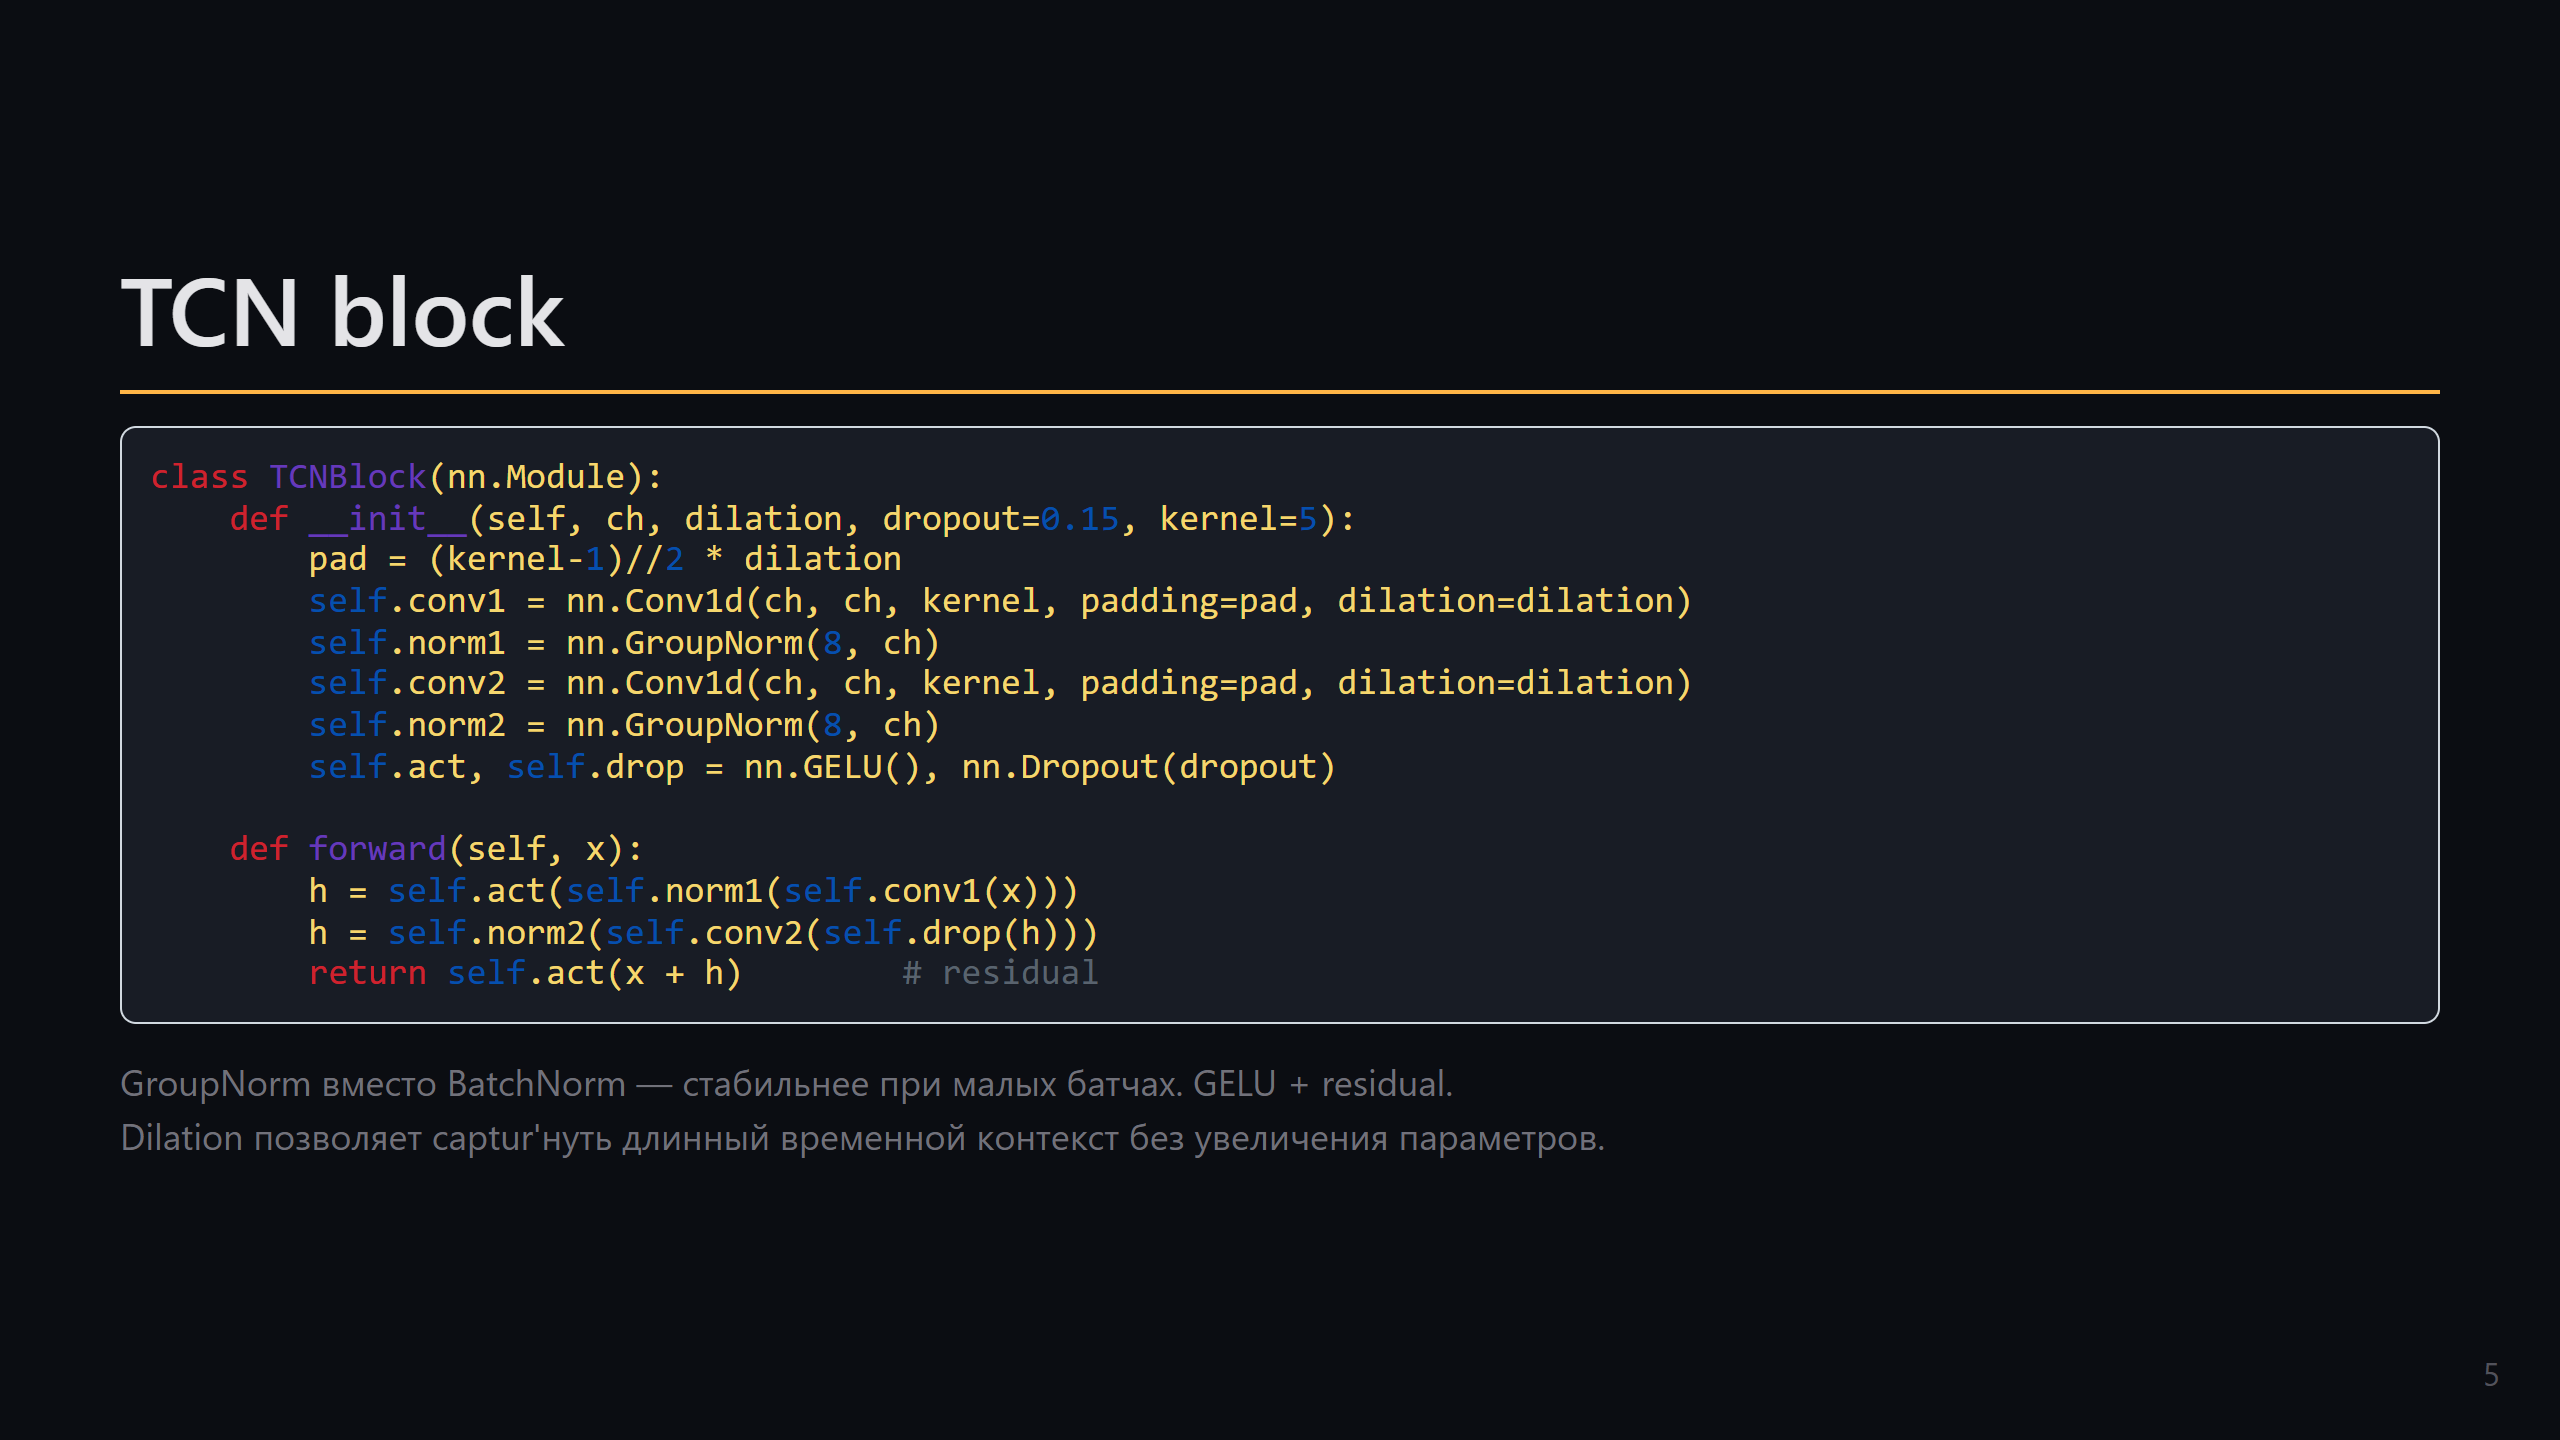 TCN block
class TCNBlock(nn.Module):
    def __init__(self, ch, dilation, dropout=0.15, kernel=5):
        pad = (kernel-1)//2 * dilation
        self.conv1 = nn.Conv1d(ch, ch, kernel, padding=pad, dilation=dilation)
        self.norm1 = nn.GroupNorm(8, ch)
        self.conv2 = nn.Conv1d(ch, ch, kernel, padding=pad, dilation=dilation)
        self.norm2 = nn.GroupNorm(8, ch)
        self.act, self.drop = nn.GELU(), nn.Dropout(dropout)

    def forward(self, x):
        h = self.act(self.norm1(self.conv1(x)))
        h = self.norm2(self.conv2(self.drop(h)))
        return self.act(x + h)        # residual
GroupNorm вместо BatchNorm — стабильнее при малых батчах. GELU + residual.
Dilation позволяет captur'нуть длинный временной контекст без увеличения параметров.
5